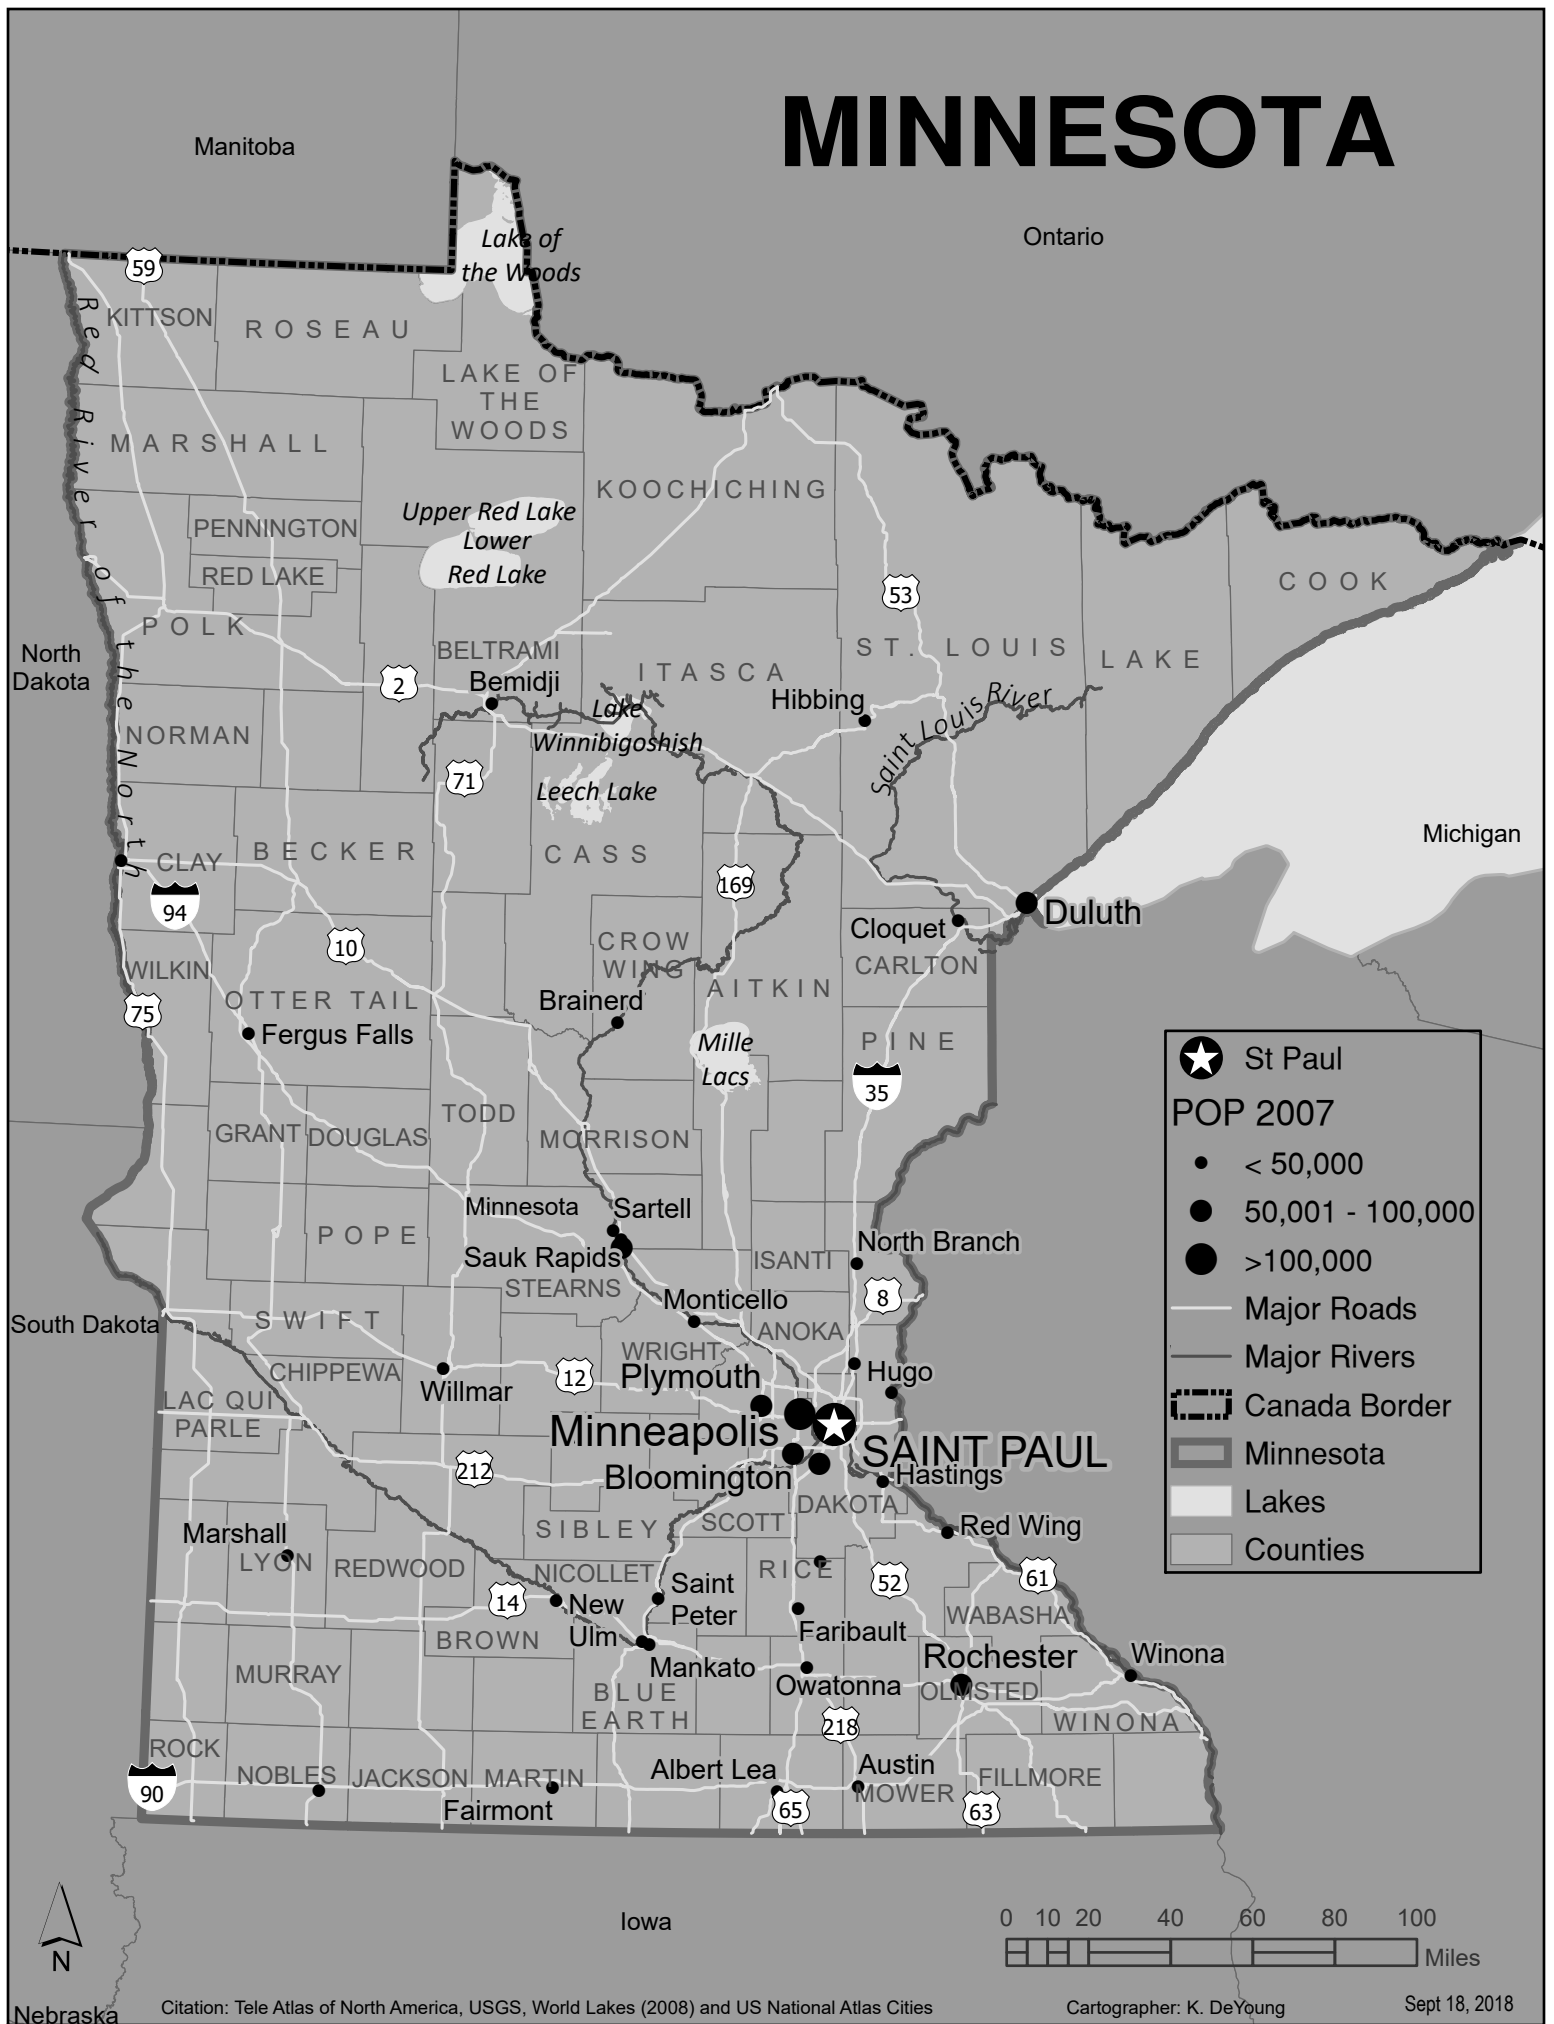 MINNESOTA
Manitoba
Ontario
Lake of
the Woods
59
KITTSON
ROSEAU
Red River of the North
LAKE OF
THE
WOODS
MARSHALL
KOOCHICHING
Upper Red Lake
Lower
Red Lake
PENNINGTON
RED LAKE
53
COOK
POLK
North
Dakota
BELTRAMI
Bemidji
2
ITASCA
ST. LOUIS
LAKE
Hibbing
Saint Louis River
Lake
Winnibigoshish
NORMAN
71
Leech Lake
Michigan
CLAY
BECKER
CASS
94
169
Duluth
Cloquet
10
CROW
WING
CARLTON
WILKIN
OTTER TAIL
AITKIN
75
Brainerd
Fergus Falls
Mille
Lacs
PINE
35
TODD
GRANT
DOUGLAS
MORRISON
Minnesota
Sartell
POPE
North Branch
Sauk Rapids
ISANTI
STEARNS
8
Monticello
SWIFT
South Dakota
ANOKA
WRIGHT
CHIPPEWA
12
Plymouth
Hugo
Willmar
LAC QUI
PARLE
Minneapolis
SAINT PAUL
212
Bloomington
Hastings
DAKOTA
SIBLEY
SCOTT
Red Wing
Marshall
LYON
REDWOOD
NICOLLET
RICE
52
61
Saint
Peter
14
New
Ulm
WABASHA
Faribault
BROWN
Mankato
Rochester
Winona
MURRAY
Owatonna
OLMSTED
BLUE
EARTH
218
WINONA
ROCK
NOBLES
JACKSON
MARTIN
Albert Lea
Austin
FILLMORE
90
Fairmont
65
MOWER
63
St Paul
POP 2007
< 50,000
50,001 - 100,000
>100,000
Major Roads
Major Rivers
Canada Border
Minnesota
Lakes
Counties
Iowa
0 10 20 40 60 80 100
Miles
N
Nebraska
Citation: Tele Atlas of North America, USGS, World Lakes (2008) and US National Atlas Cities
Cartographer: K. DeYoung
Sept 18, 2018